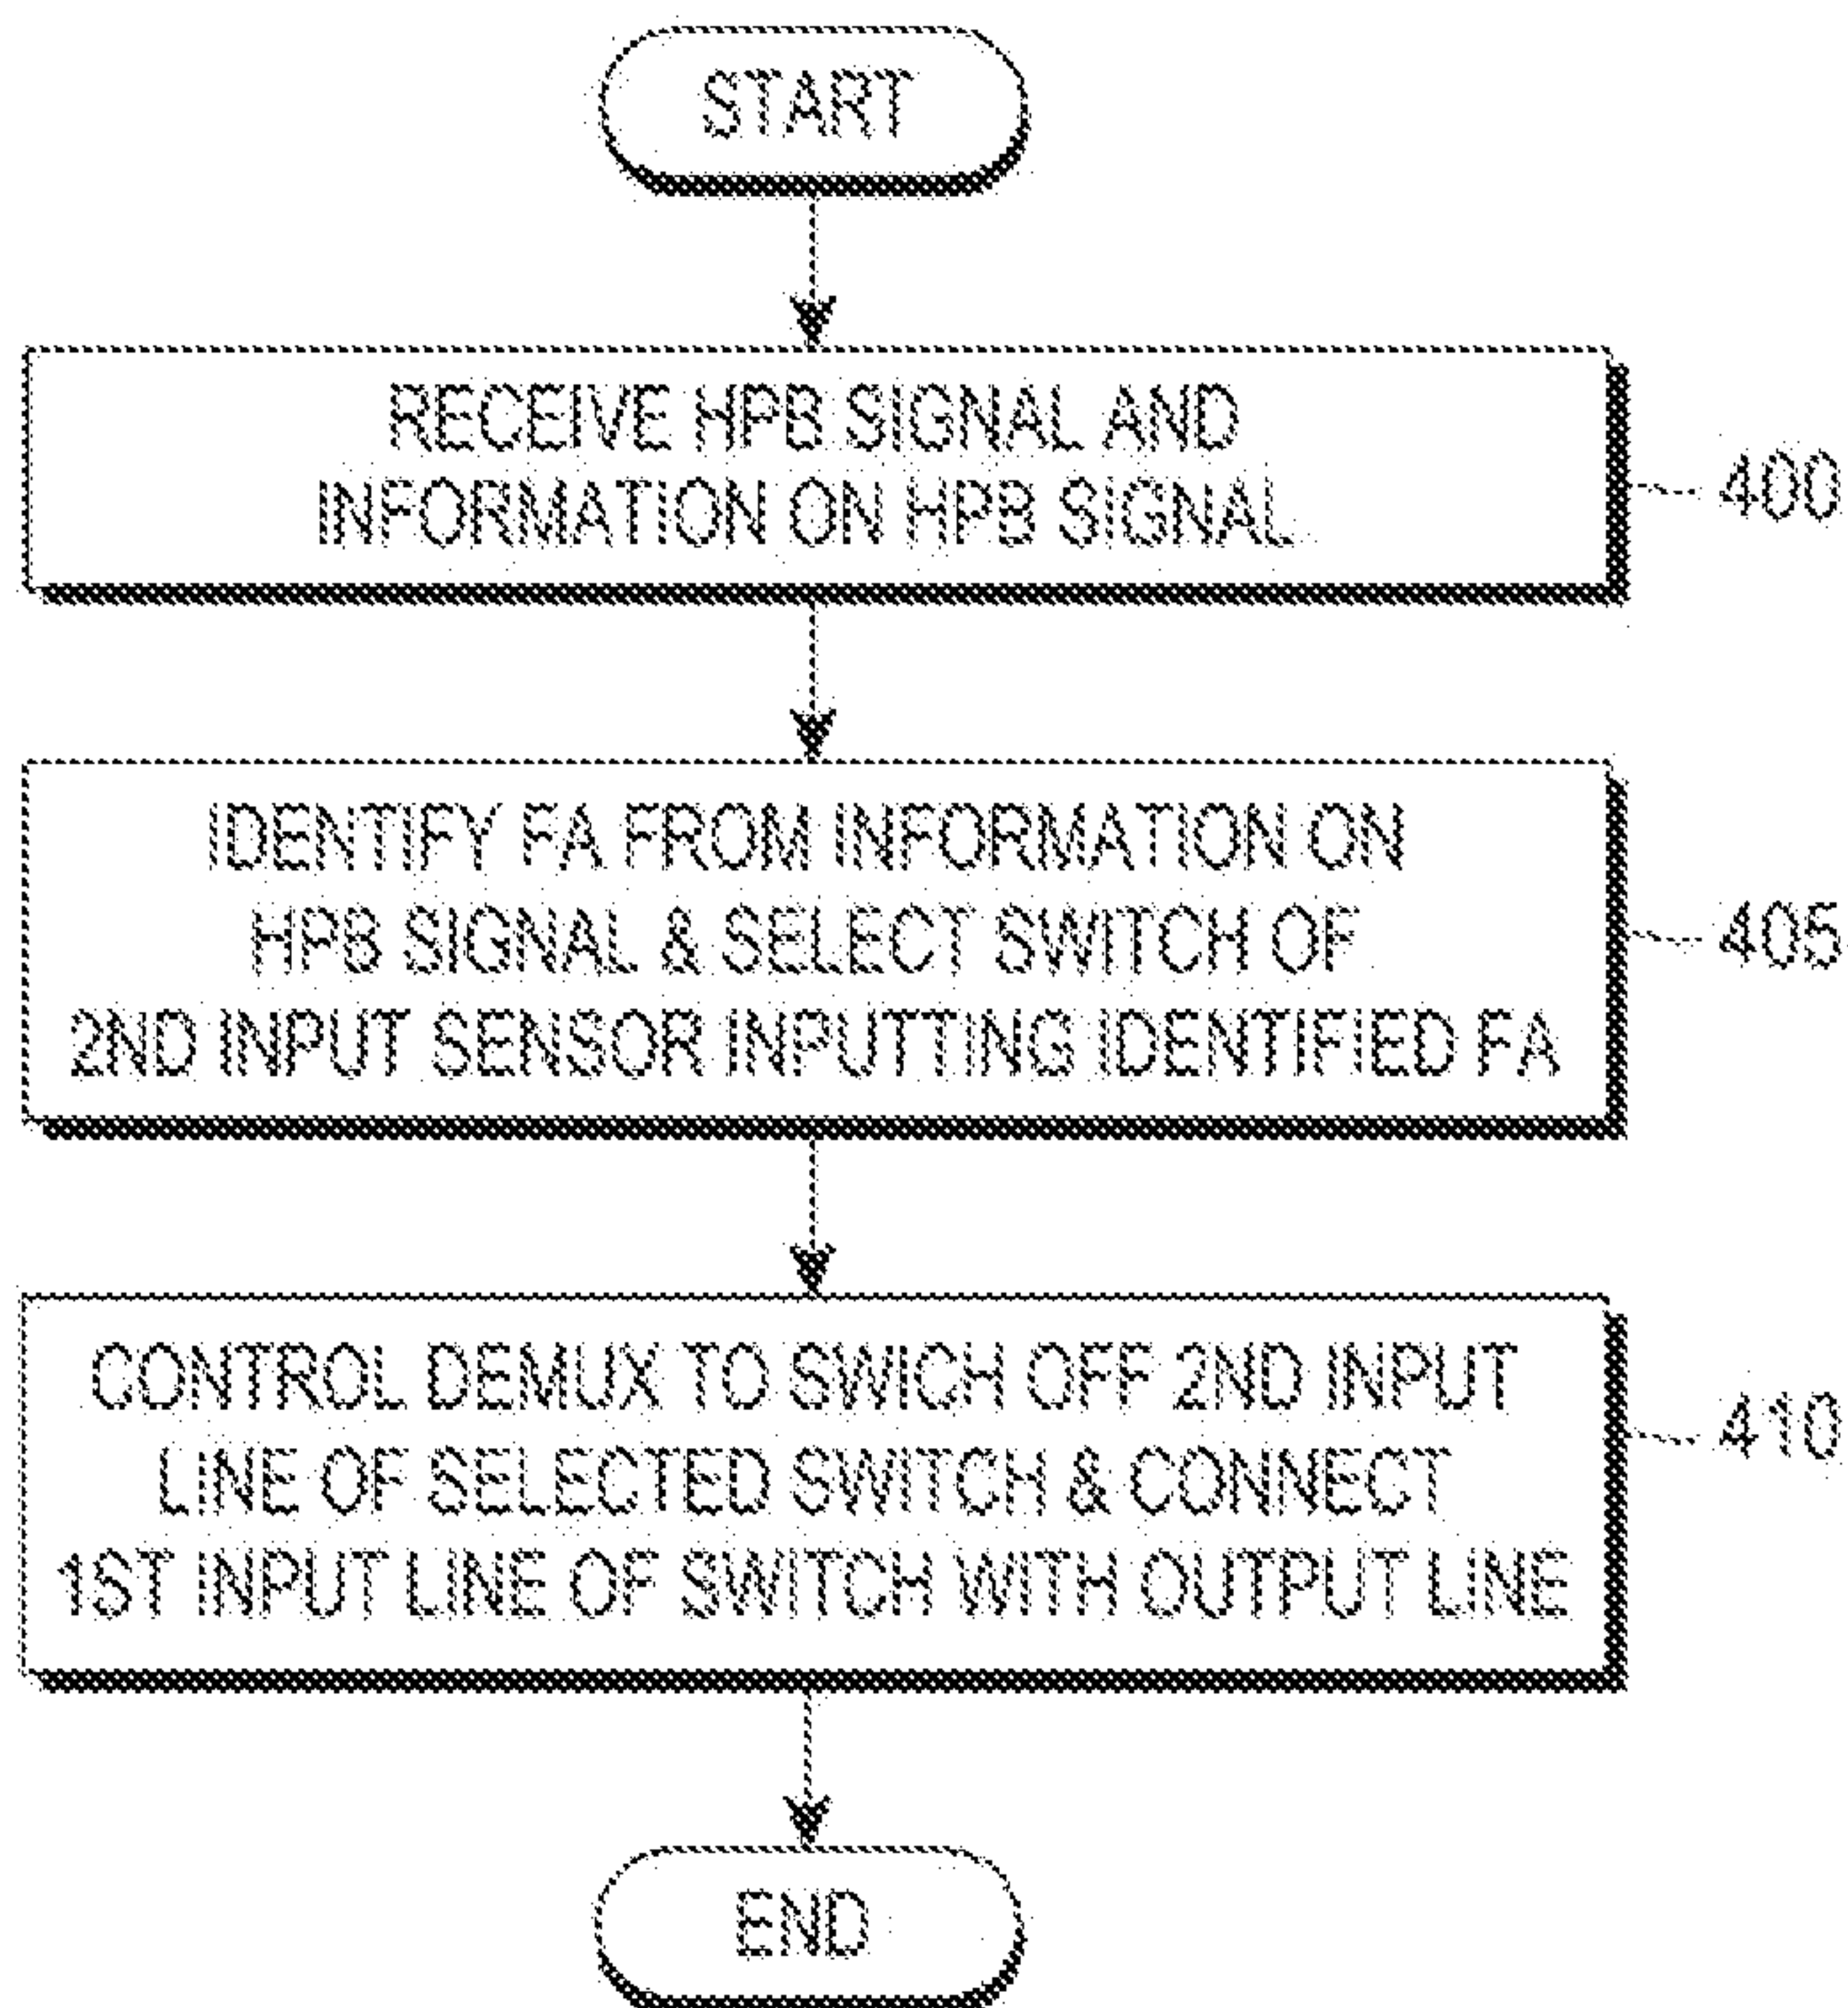 START
RECEIVE HPB SIGNAL AND
INFORMATION ON HPB SIGNAL
400
IDENTIFY FA FROM INFORMATION ON
HPB SIGNAL & SELECT SWITCH OF
2ND INPUT SENSOR INPUTTING IDENTIFIED FA
405
CONTROL DEMUX TO SWICH OFF 2ND INPUT
LINE OF SELECTED SWITCH & CONNECT
1ST INPUT LINE OF SWITCH WITH OUTPUT LINE
410
END